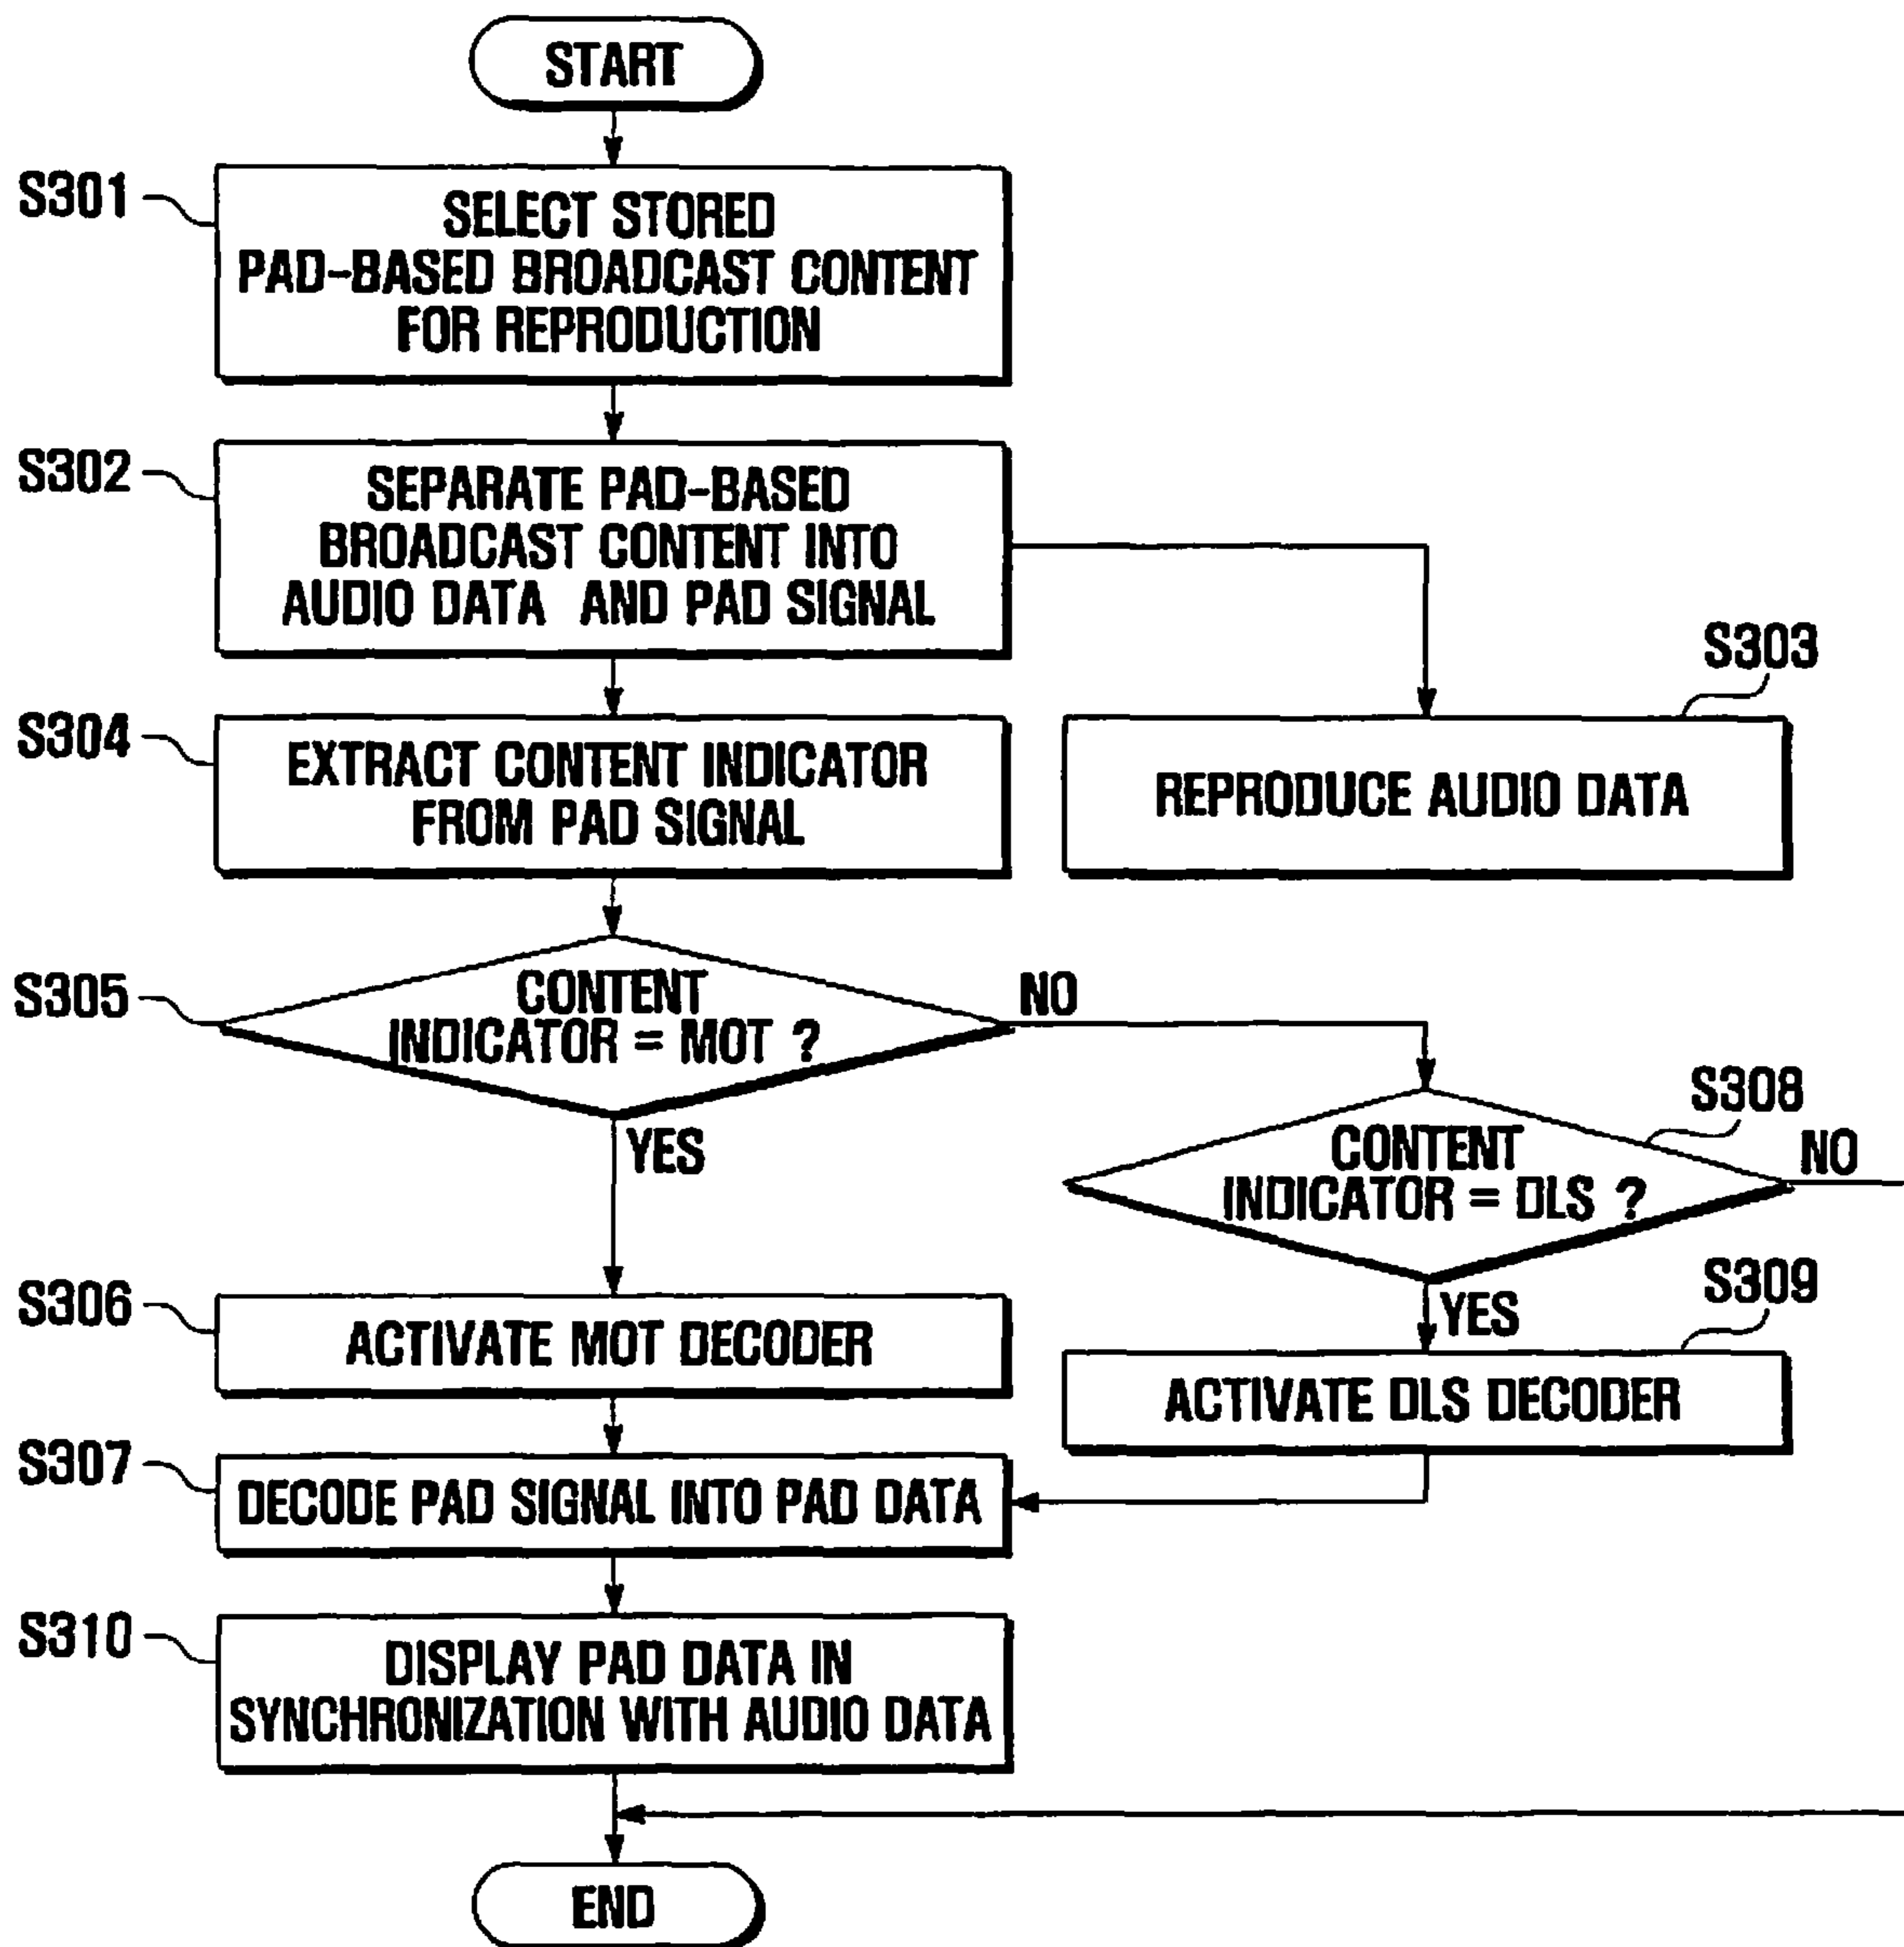 START
S301
SELECT STORED
PAD-BASED BROADCAST CONTENT
FOR REPRODUCTION
S302
SEPARATE PAD-BASED
BROADCAST CONTENT INTO
AUDIO DATA AND PAD SIGNAL
S303
REPRODUCE AUDIO DATA
S304
EXTRACT CONTENT INDICATOR
FROM PAD SIGNAL
S305
CONTENT
INDICATOR = MOT ?
NO
YES
S308
CONTENT
INDICATOR = DLS ?
NO
YES
S306
ACTIVATE MOT DECODER
S309
ACTIVATE DLS DECODER
S307
DECODE PAD SIGNAL INTO PAD DATA
S310
DISPLAY PAD DATA IN
SYNCHRONIZATION WITH AUDIO DATA
END